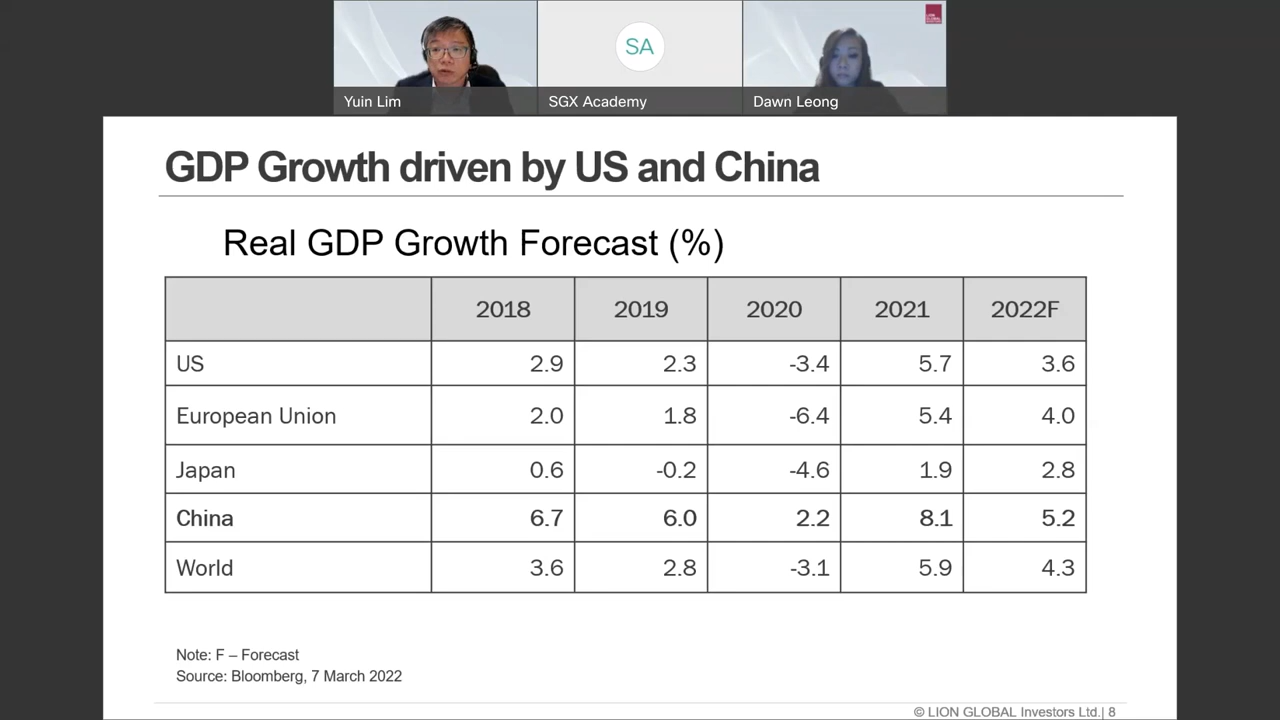 LION
GLOBAL
SA
Yuin Lim
SGX Academy
Dawn Leong
GDP Growth driven by US and China
Real GDP Growth Forecast (%)
2018 2019 2020 2021 2022F
US 2.9 2.3 -3.4 5.7 3.6
European Union 2.0 1.8 -6.4 5.4 4.0
Japan 0.6 -0.2 -4.6 1.9 2.8
China 6.7 6.0 2.2 8.1 5.2
World 3.6 2.8 -3.1 5.9 4.3
Note: F – Forecast
Source: Bloomberg, 7 March 2022
© LION GLOBAL Investors Ltd.| 8